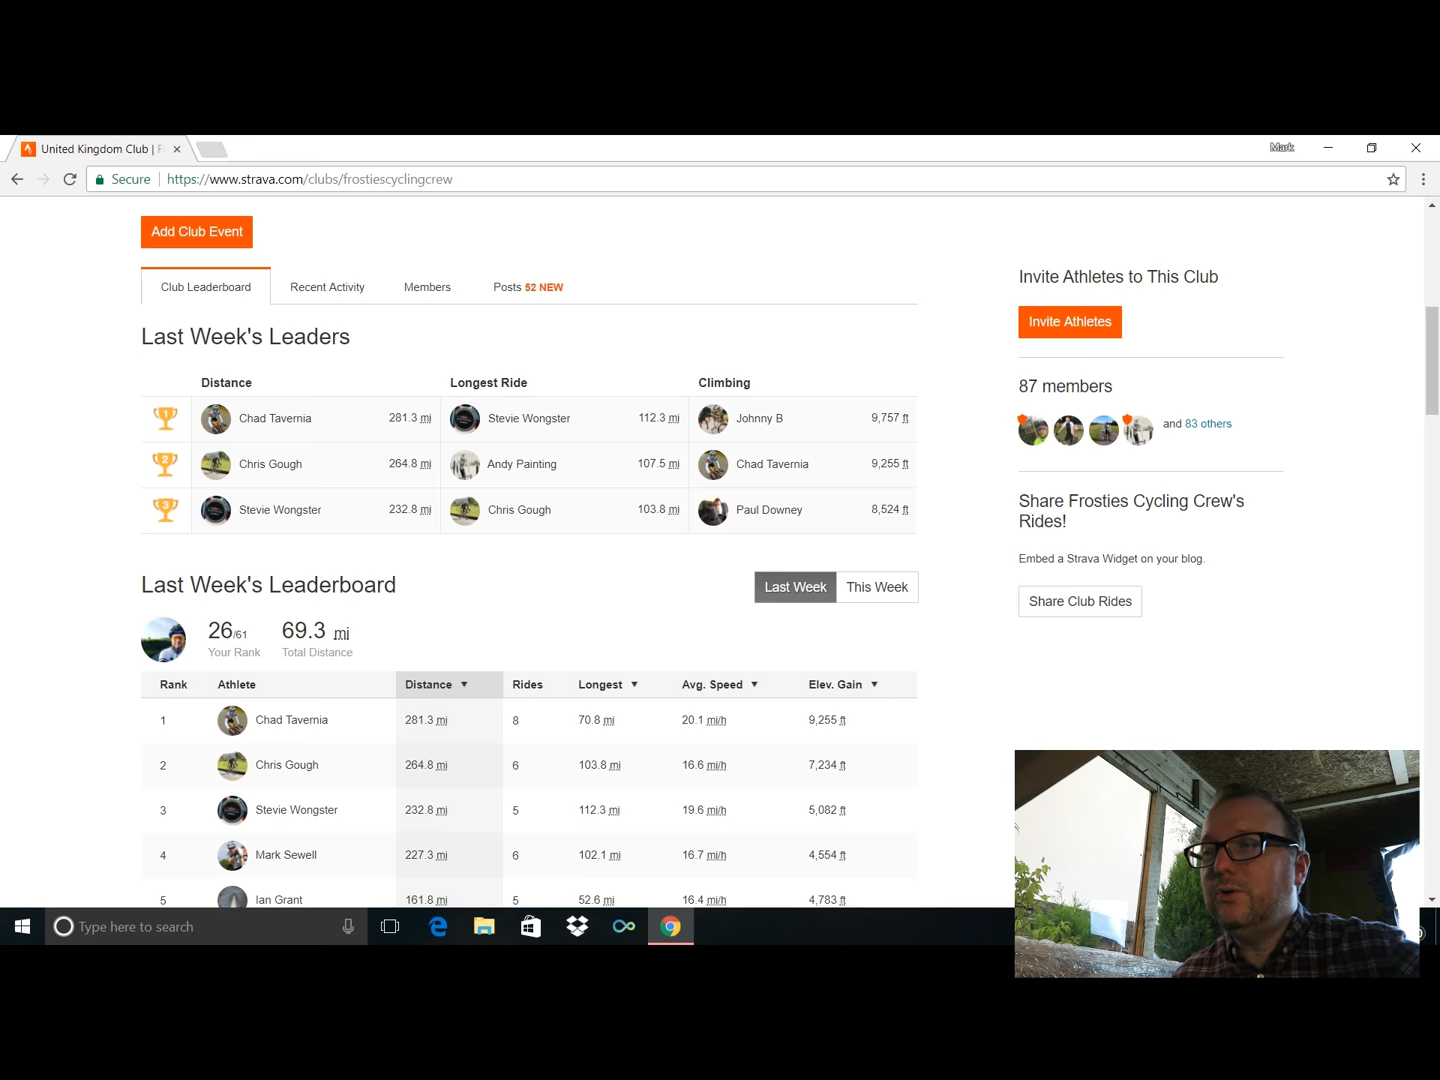 United Kingdom Club | F
Mark
Secure https://www.strava.com/clubs/frostiescyclingcrew
Add Club Event
Club Leaderboard Recent Activity Members Posts 52 NEW
Last Week's Leaders
Distance Longest Ride Climbing
1 Chad Tavernia 281.3 mi Stevie Wongster 112.3 mi Johnny B 9,757 ft
2 Chris Gough 264.8 mi Andy Painting 107.5 mi Chad Tavernia 9,255 ft
3 Stevie Wongster 232.8 mi Chris Gough 103.8 mi Paul Downey 8,524 ft
Last Week's Leaderboard Last Week This Week
26/61 69.3 mi
Your Rank Total Distance
Rank Athlete Distance Rides Longest Avg. Speed Elev. Gain
1 Chad Tavernia 281.3 mi 8 70.8 mi 20.1 mi/h 9,255 ft
2 Chris Gough 264.8 mi 6 103.8 mi 16.6 mi/h 7,234 ft
3 Stevie Wongster 232.8 mi 5 112.3 mi 19.6 mi/h 5,082 ft
4 Mark Sewell 227.3 mi 6 102.1 mi 16.7 mi/h 4,554 ft
5 Ian Grant 161.8 mi 5 52.6 mi 16.4 mi/h 4,783 ft
Invite Athletes to This Club
Invite Athletes
87 members
and 83 others
Share Frosties Cycling Crew's
Rides!
Embed a Strava Widget on your blog.
Share Club Rides
Type here to search